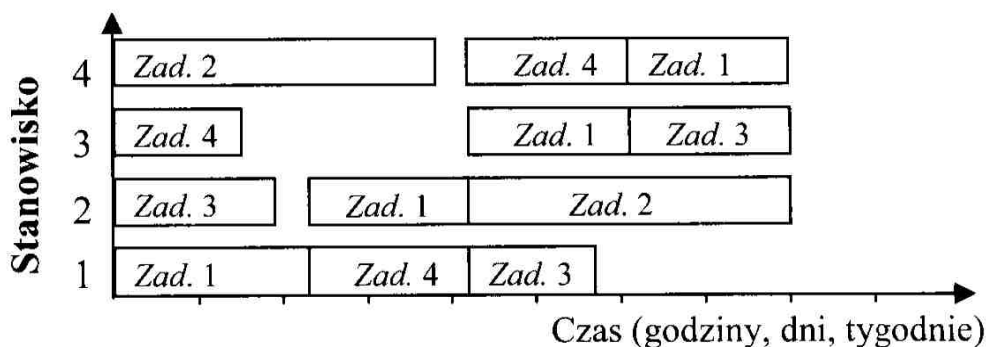 Stanowisko
4 Zad. 2 Zad. 4 Zad. 1
3 Zad. 4 Zad. 1 Zad. 3
2 Zad. 3 Zad. 1 Zad. 2
1 Zad. 1 Zad. 4 Zad. 3
Czas (godziny, dni, tygodnie)